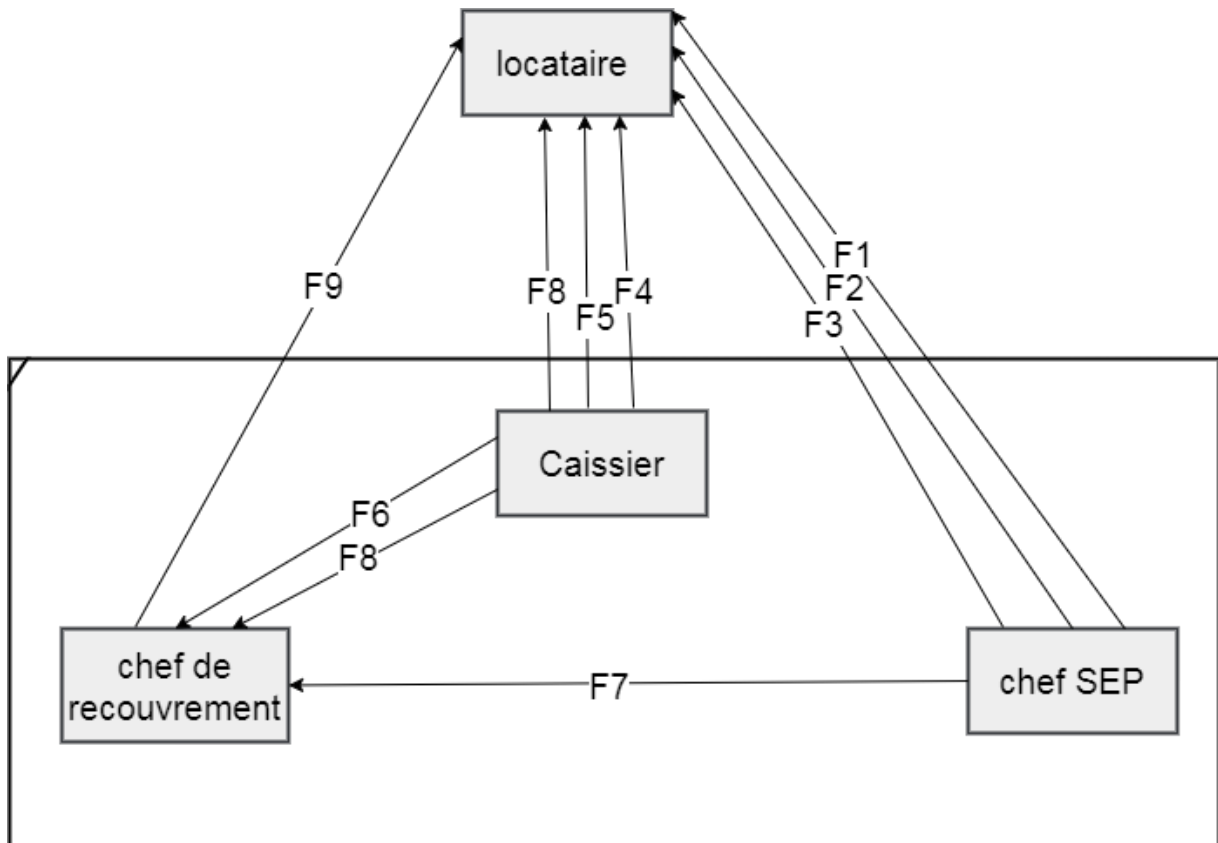 locataire
F1
F9
F8
F4
F2
F5
F3
Caissier
F6
F8
chef de
recouvrement
F7
chef SEP